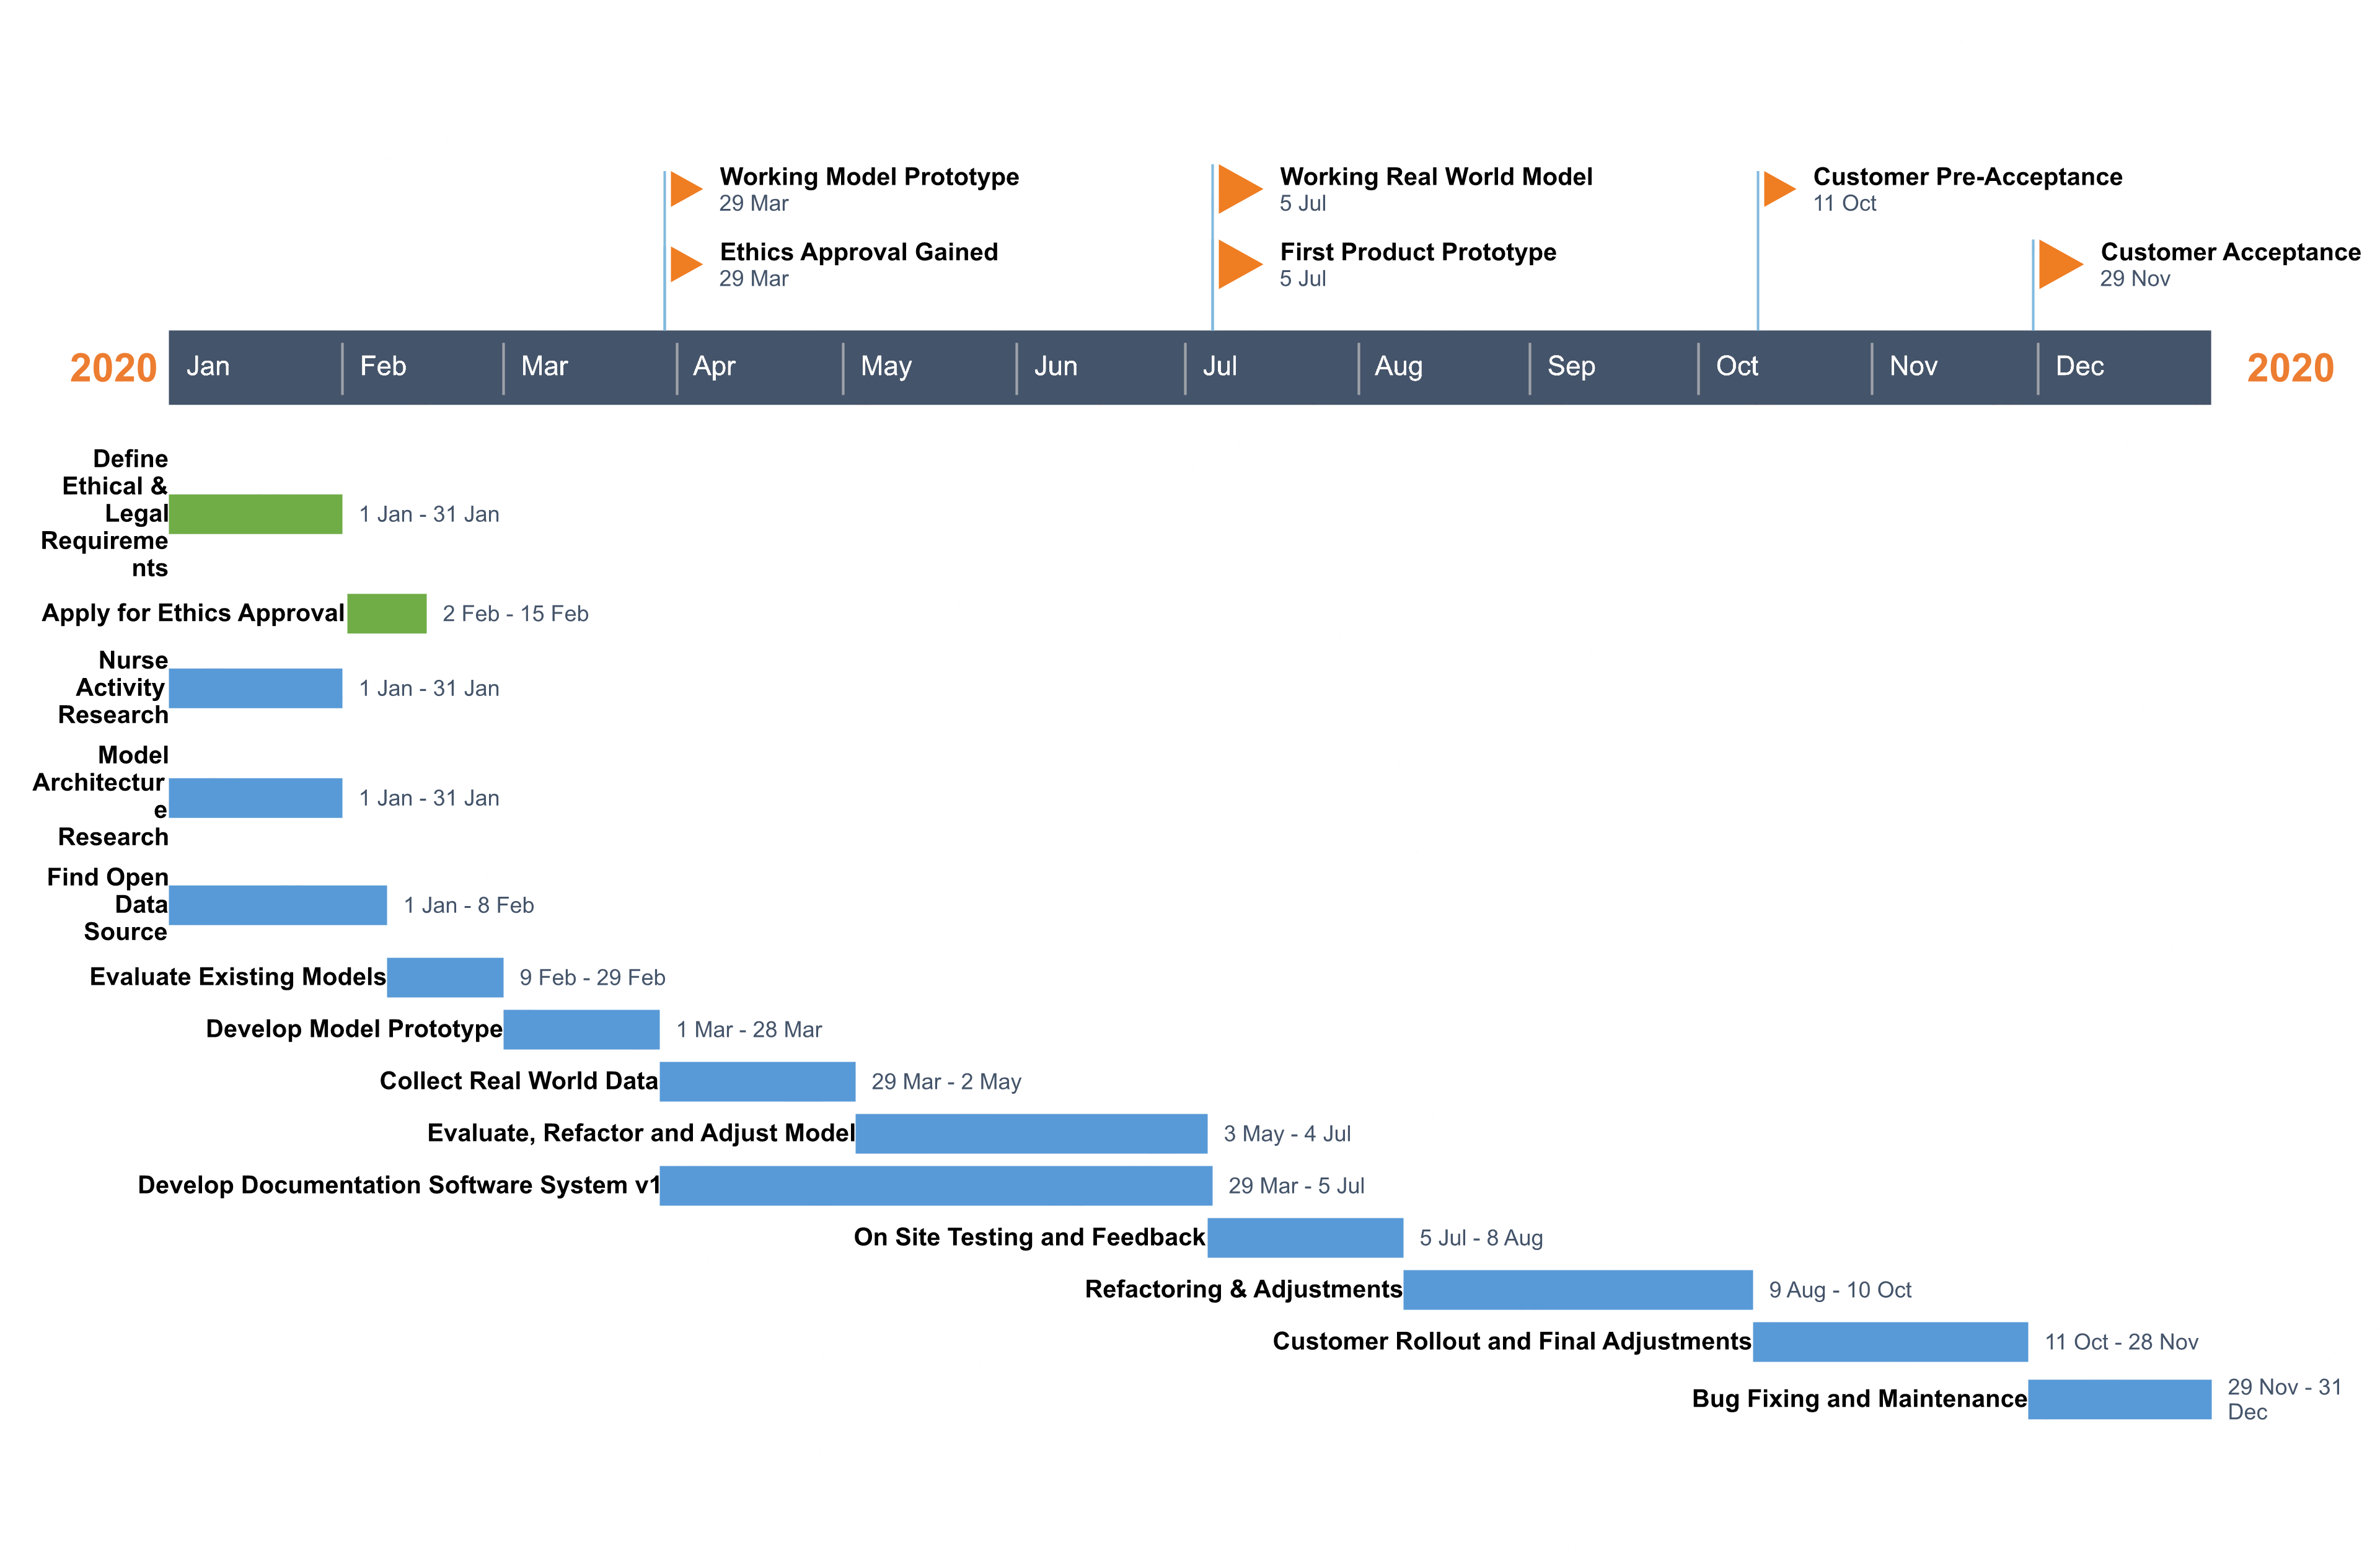 Working Model Prototype
29 Mar
Working Real World Model
5 Jul
Customer Pre-Acceptance
11 Oct
Ethics Approval Gained
29 Mar
First Product Prototype
5 Jul
Customer Acceptance
29 Nov
2020 Jan Feb Mar Apr May Jun Jul Aug Sep Oct Nov Dec 2020
Define
Ethical &
Legal
Requireme
nts
1 Jan - 31 Jan
Apply for Ethics Approval
2 Feb - 15 Feb
Nurse
Activity
Research
1 Jan - 31 Jan
Model
Architectur
e
Research
1 Jan - 31 Jan
Find Open
Data
Source
1 Jan - 8 Feb
Evaluate Existing Models
9 Feb - 29 Feb
Develop Model Prototype
1 Mar - 28 Mar
Collect Real World Data
29 Mar - 2 May
Evaluate, Refactor and Adjust Model
3 May - 4 Jul
Develop Documentation Software System v1
29 Mar - 5 Jul
On Site Testing and Feedback
5 Jul - 8 Aug
Refactoring & Adjustments
9 Aug - 10 Oct
Customer Rollout and Final Adjustments
11 Oct - 28 Nov
Bug Fixing and Maintenance
29 Nov - 31
Dec